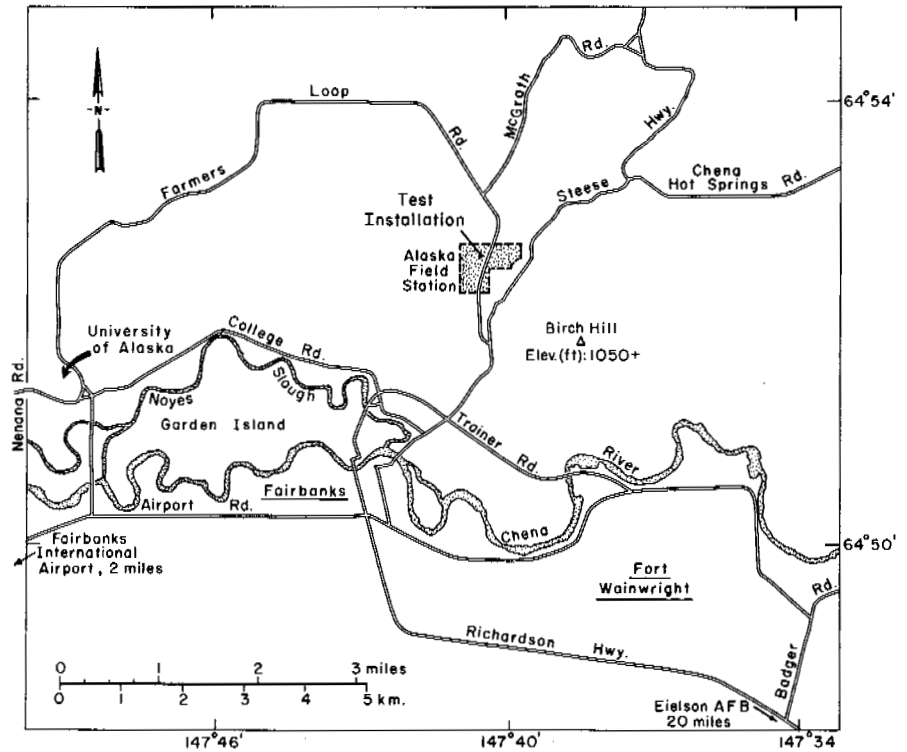 McGrath Rd.
-N-
Loop Rd.
64°54'
Steese Hwy.
Farmers
Chena
Hot Springs Rd.
Test
Installation
Alaska
Field
Station
University
of Alaska
College Rd.
Birch Hill
Elev.(ft): 1050+
Nenana Rd.
Noyes Slough
Garden Island
Trainer Rd.
River
Fairbanks
Airport Rd.
Chena
Fairbanks
International
Airport, 2 miles
64°50'
Fort
Wainwright
Rd.
Richardson Hwy.
Badger
0 1 2 3 miles
0 1 2 3 4 5 km.
Eielson AFB
20 miles
147°46'
147°40'
147°34'